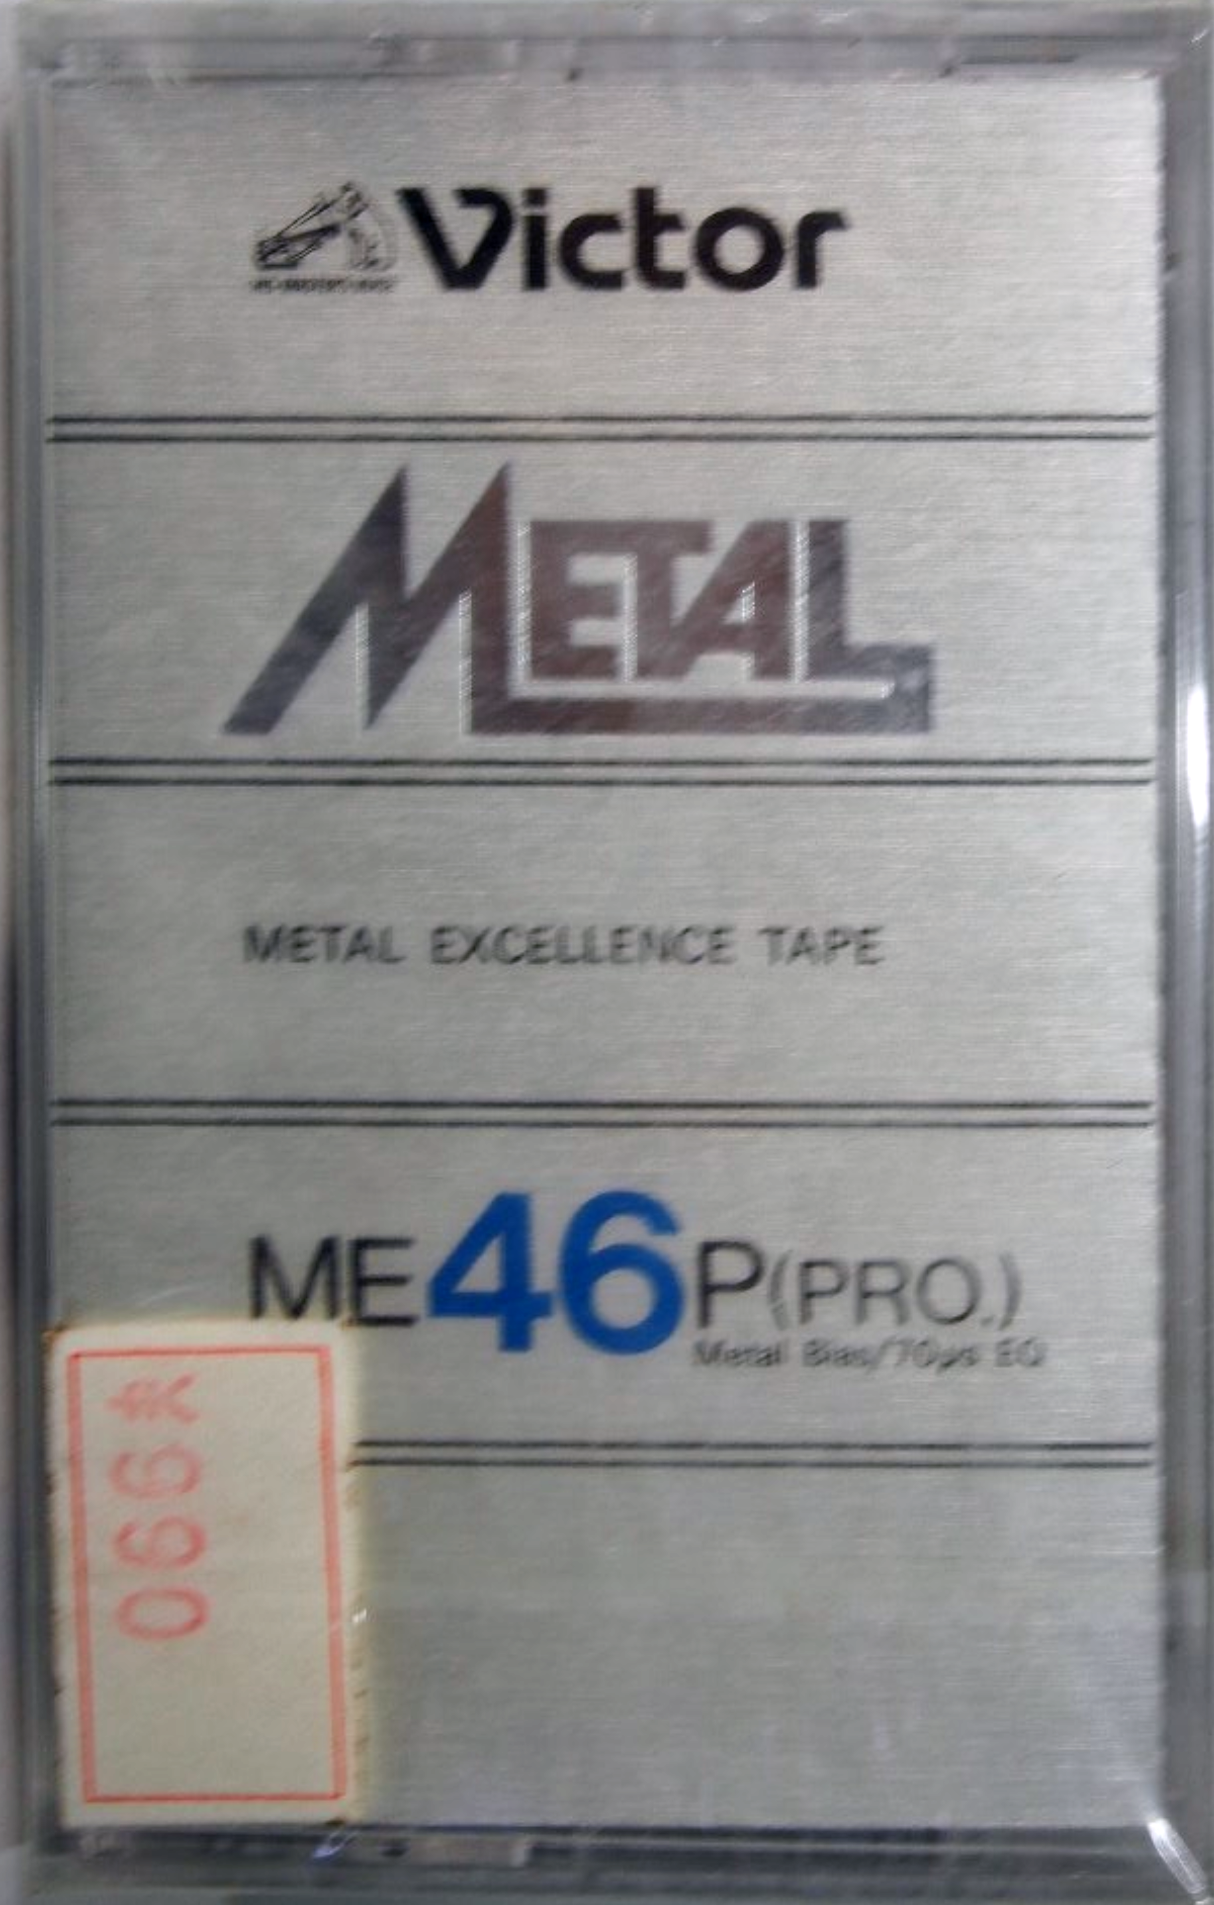 Victor
METAL
METAL EXCELLENCE TAPE
ME46P(PRO.)
Metal Bias/70μs EQ
¥990